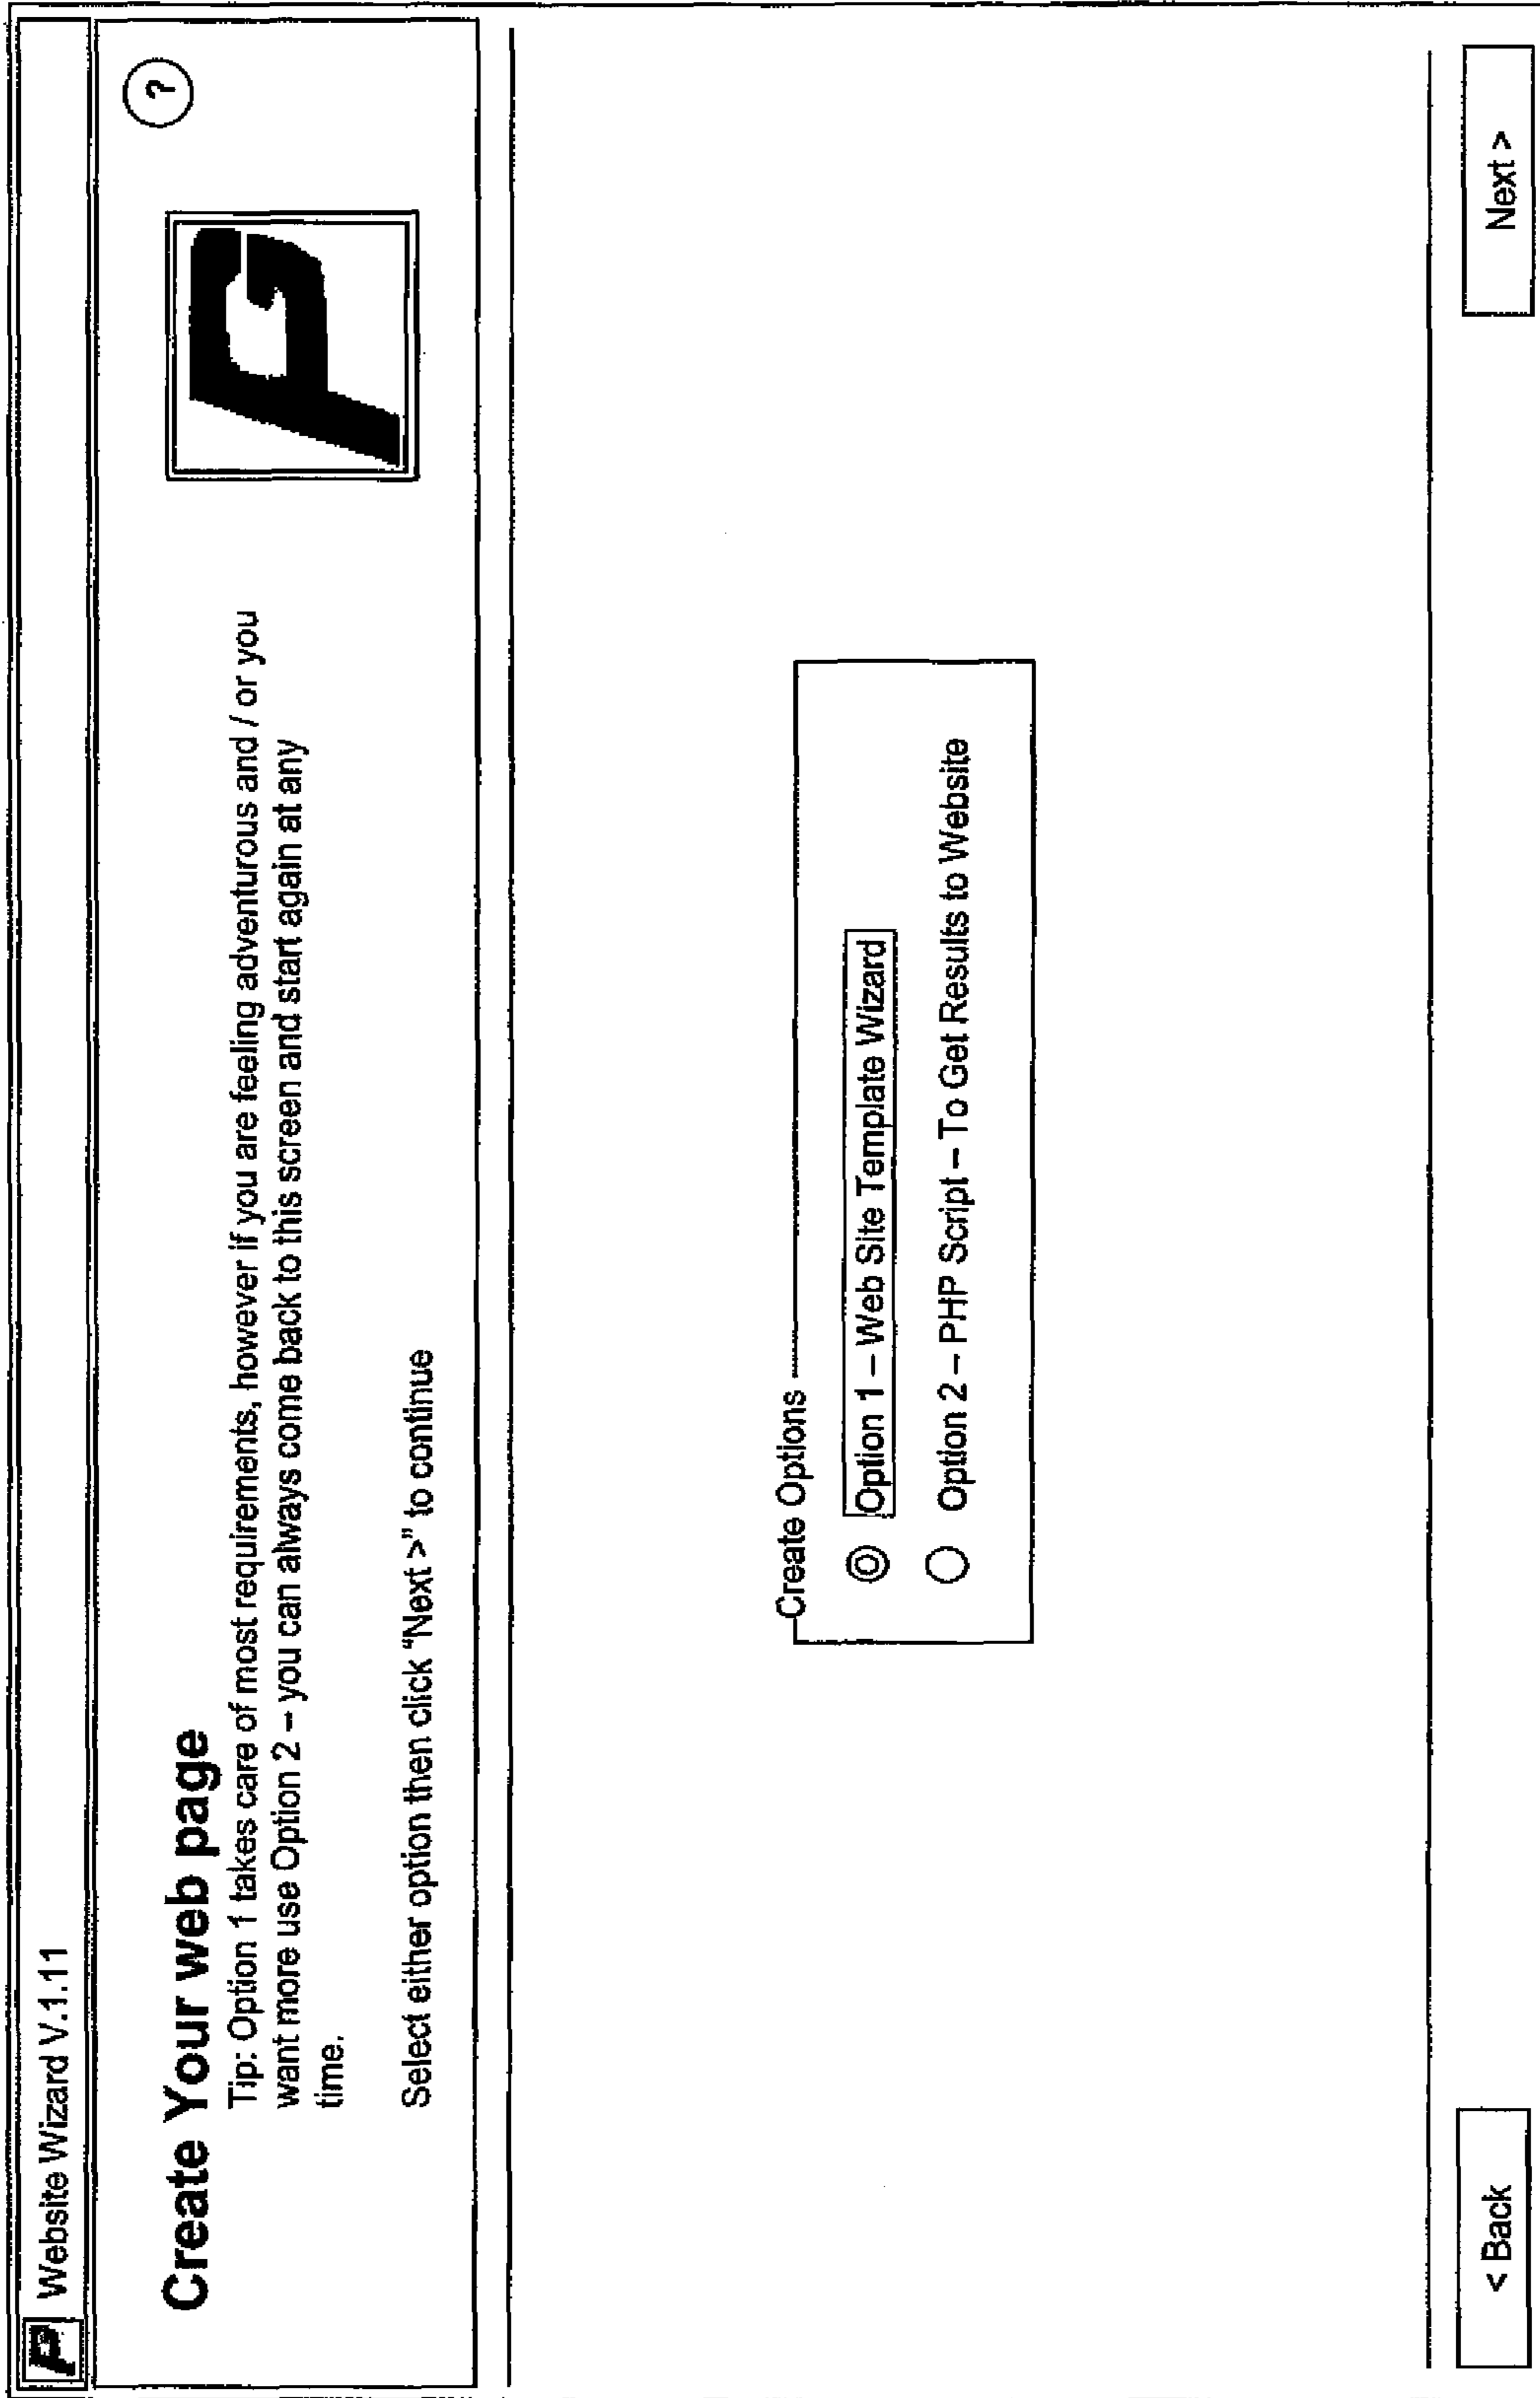 Website Wizard V.1.11
?
Create Your web page
Tip: Option 1 takes care of most requirements, however if you are feeling adventurous and / or you
want more use Option 2 – you can always come back to this screen and start again at any
time.
Select either option then click “Next >” to continue
Create Options
Option 1 – Web Site Template Wizard
Option 2 – PHP Script – To Get Results to Website
< Back
Next >